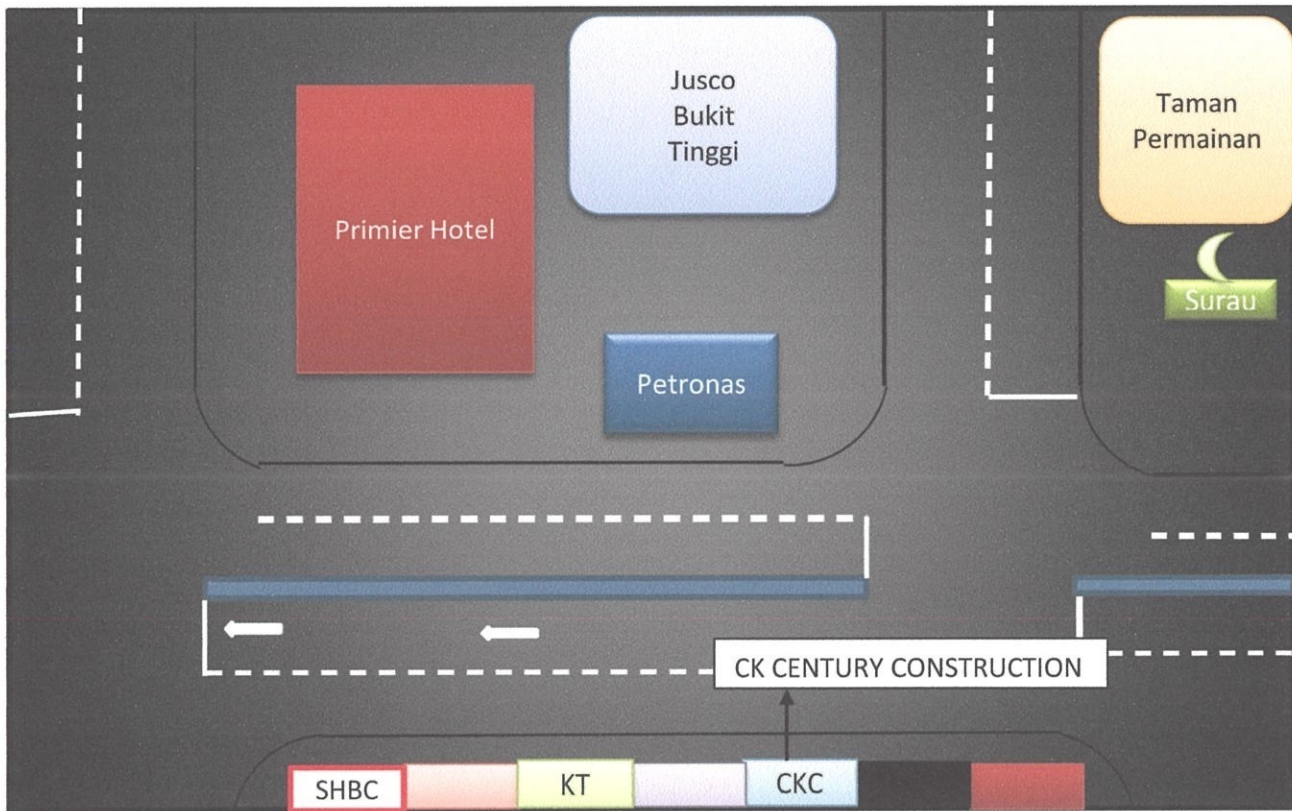 Jusco
Bukit
Tinggi
Taman
Permainan
Primier Hotel
Surau
Petronas
CK CENTURY CONSTRUCTION
SHBC
KT
CKC